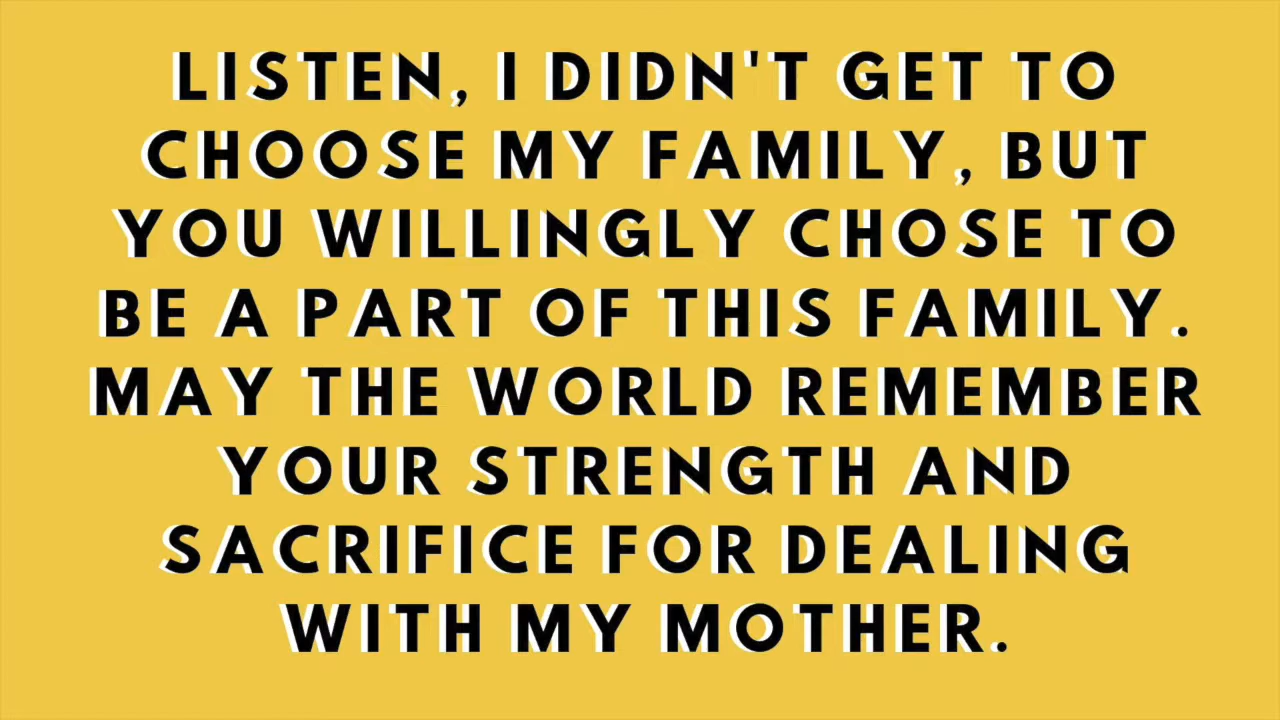 LISTEN, I DIDN'T GET TO
CHOOSE MY FAMILY, BUT
YOU WILLINGLY CHOSE TO
BE A PART OF THIS FAMILY.
MAY THE WORLD REMEMBER
YOUR STRENGTH AND
SACRIFICE FOR DEALING
WITH MY MOTHER.